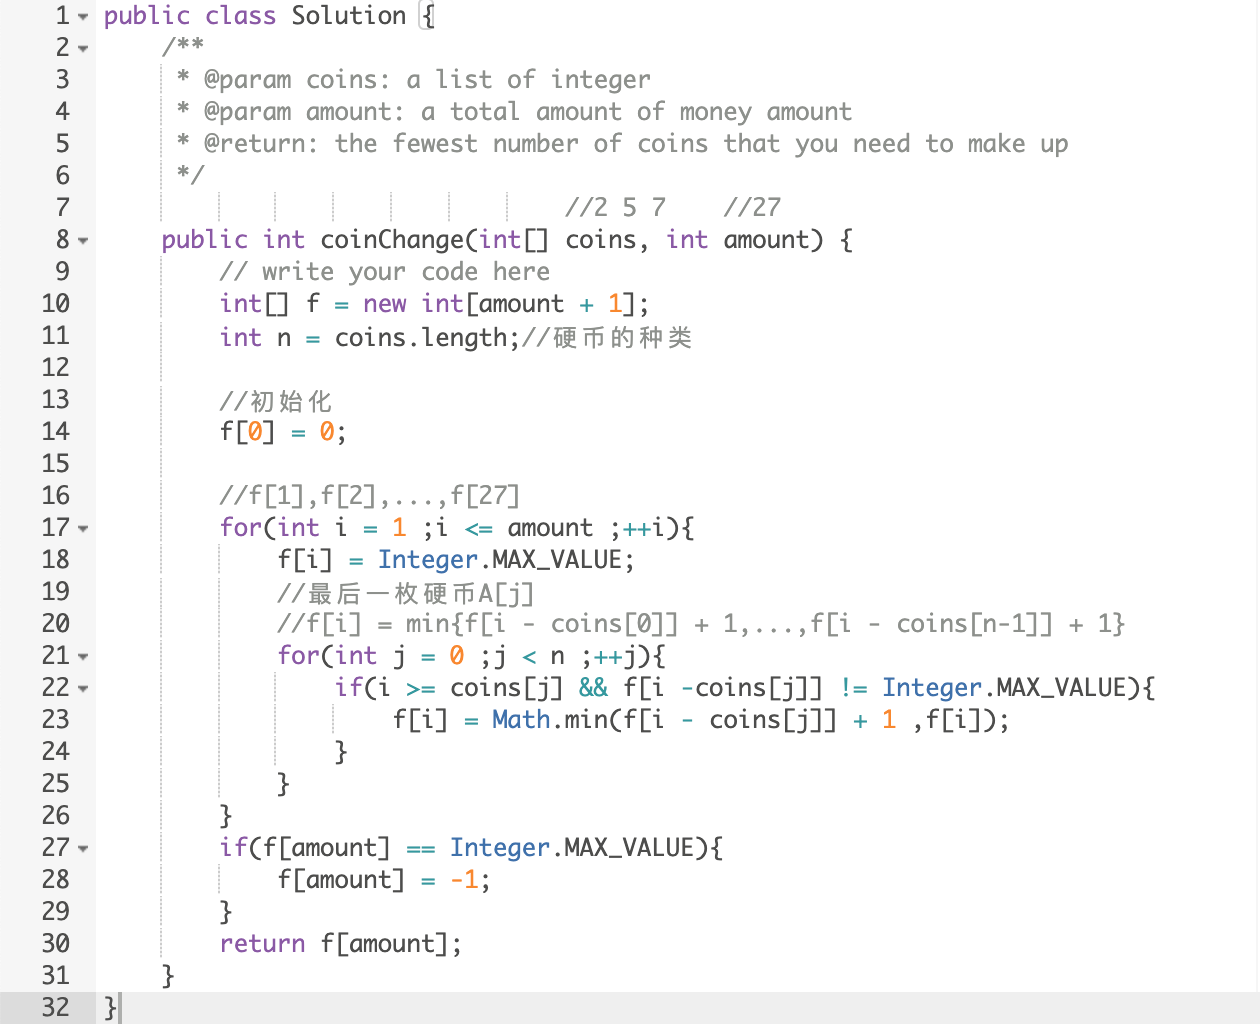 1 public class Solution {
2     /**
3      * @param coins: a list of integer
4      * @param amount: a total amount of money amount
5      * @return: the fewest number of coins that you need to make up
6      */
7                                 //2 5 7    //27
8     public int coinChange(int[] coins, int amount) {
9         // write your code here
10         int[] f = new int[amount + 1];
11         int n = coins.length;//硬币的种类
12
13         //初始化
14         f[0] = 0;
15
16         //f[1],f[2],...,f[27]
17         for(int i = 1 ;i <= amount ;++i){
18             f[i] = Integer.MAX_VALUE;
19             //最后一枚硬币A[j]
20             //f[i] = min{f[i - coins[0]] + 1,...,f[i - coins[n-1]] + 1}
21             for(int j = 0 ;j < n ;++j){
22                 if(i >= coins[j] && f[i -coins[j]] != Integer.MAX_VALUE){
23                     f[i] = Math.min(f[i - coins[j]] + 1 ,f[i]);
24                 }
25             }
26         }
27         if(f[amount] == Integer.MAX_VALUE){
28             f[amount] = -1;
29         }
30         return f[amount];
31     }
32 }